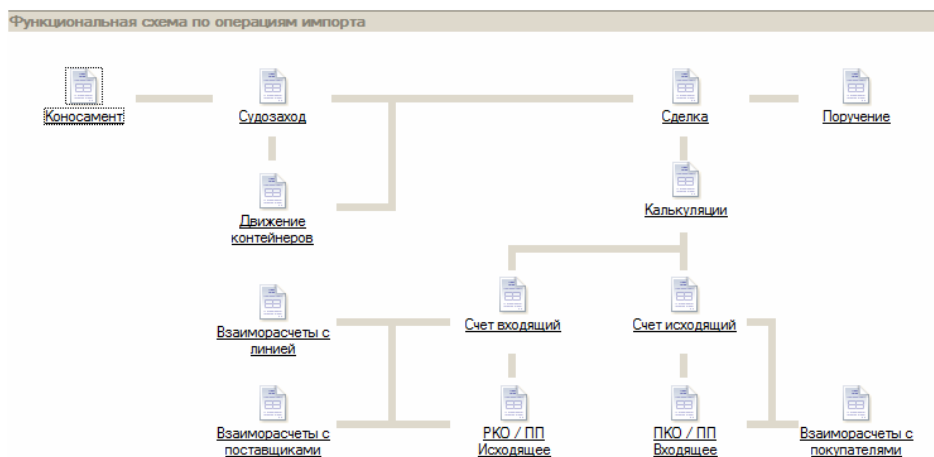 Функциональная схема по операциям импорта
Коносамент
Судозаход
Сделка
Поручение
Движение
контейнеров
Калькуляции
Взаиморасчеты с
линией
Счет входящий
Счет исходящий
Взаиморасчеты с
поставщиками
РКО / ПП
Исходящее
ПКО / ПП
Входящее
Взаиморасчеты с
покупателями